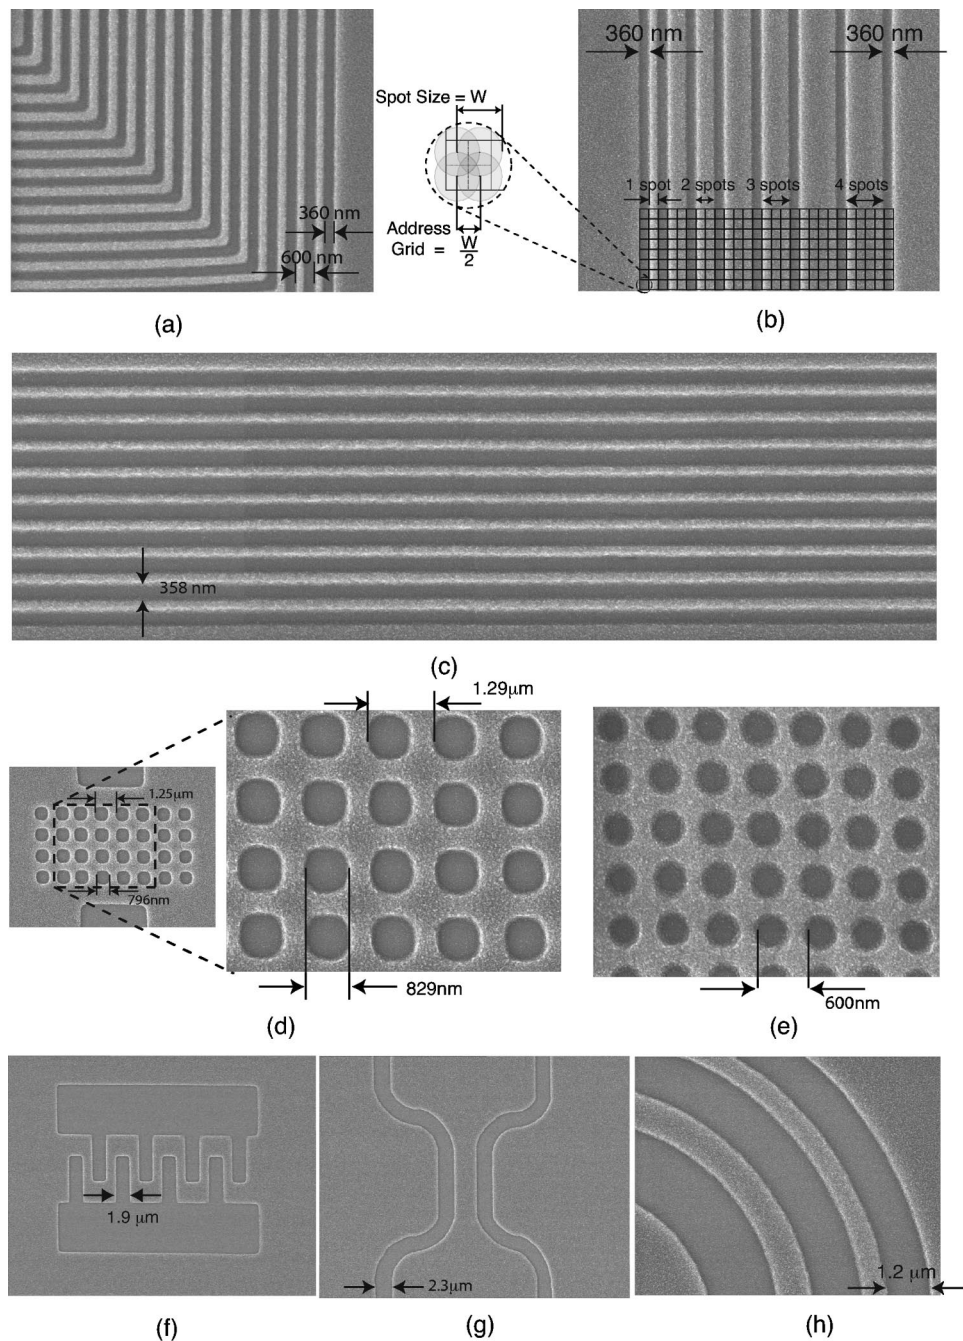 360 nm
600 nm
(a)
Spot Size = W
Address
Grid = W/2
360 nm
360 nm
1 spot
2 spots
3 spots
4 spots
(b)
358 nm
(c)
1.25μm
796nm
1.29μm
829nm
(d)
600nm
(e)
1.9 μm
(f)
2.3μm
(g)
1.2 μm
(h)